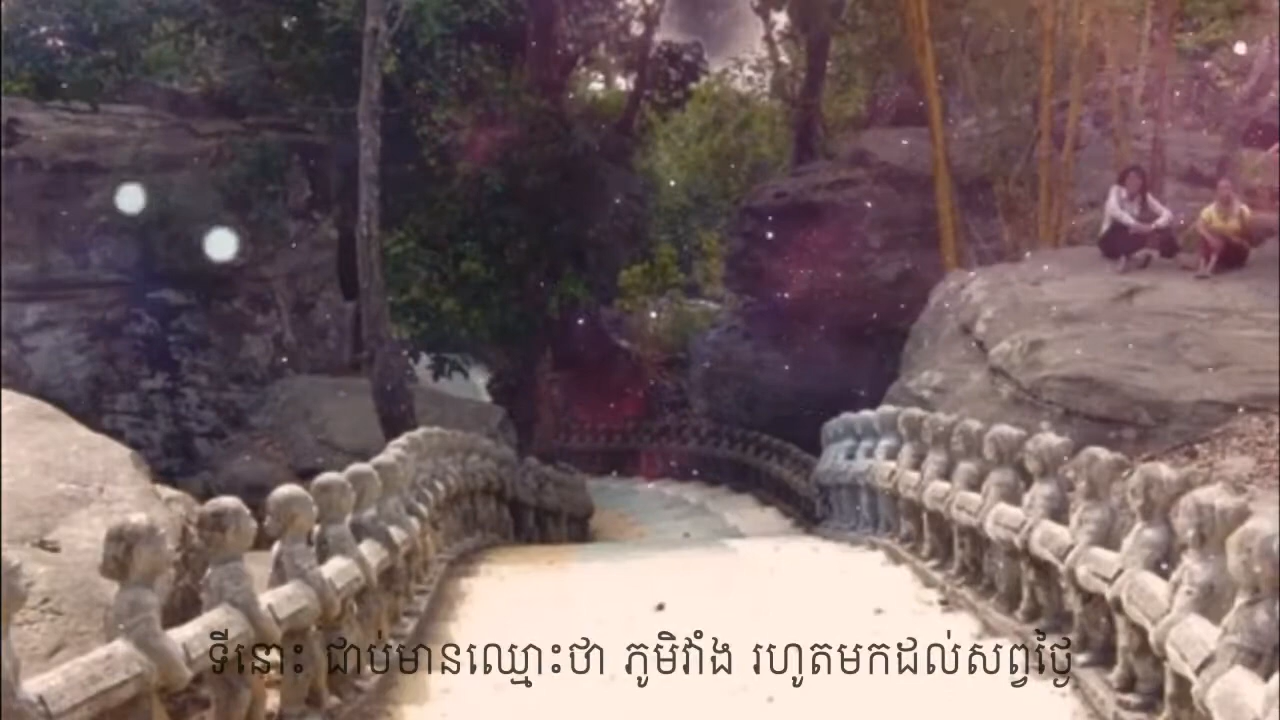 ទីនោះ ជាប់មានឈ្មោះថា ភូមិវាំង រហូតមកដល់សព្វថ្ងៃ